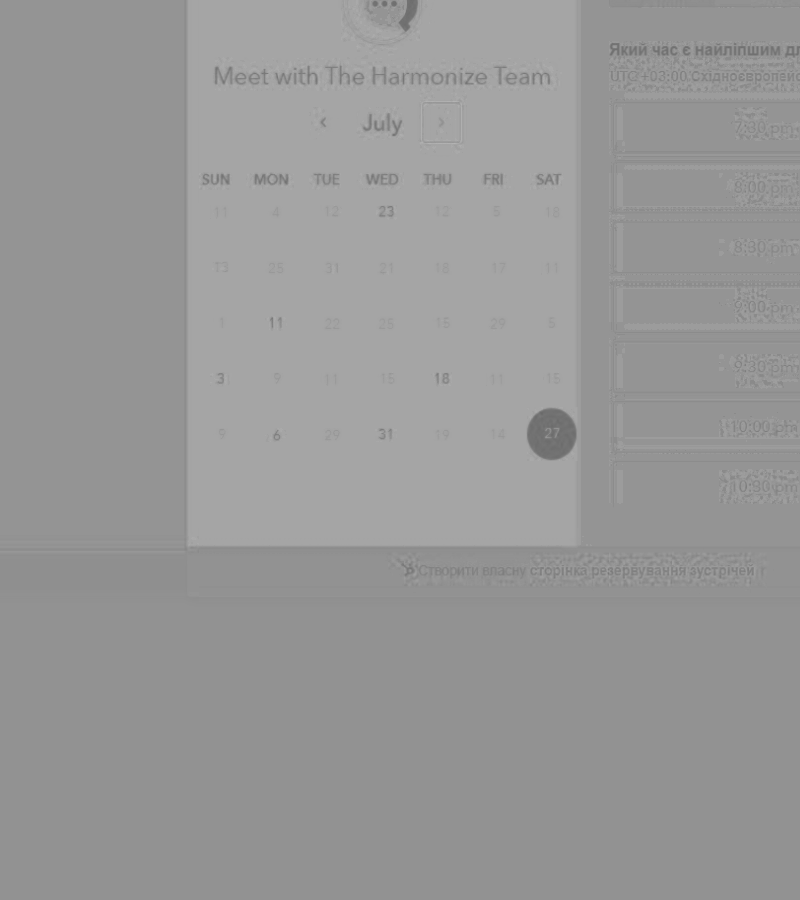 Meet with The Harmonize Team
‹ July ›
SUN MON TUE WED THU FRI SAT
11 4 12 23 12 5 18
13 25 31 21 18 17 11
1 11 22 25 15 29 5
3 9 11 15 18 11 15
9 6 29 31 19 14 27
Який час є найліпшим
UTC +03:00
7:30 pm
8:00 pm
8:30 pm
9:00 pm
9:30 pm
10:00 pm
10:30 pm
Створити власну сторінка резервування зустрічей